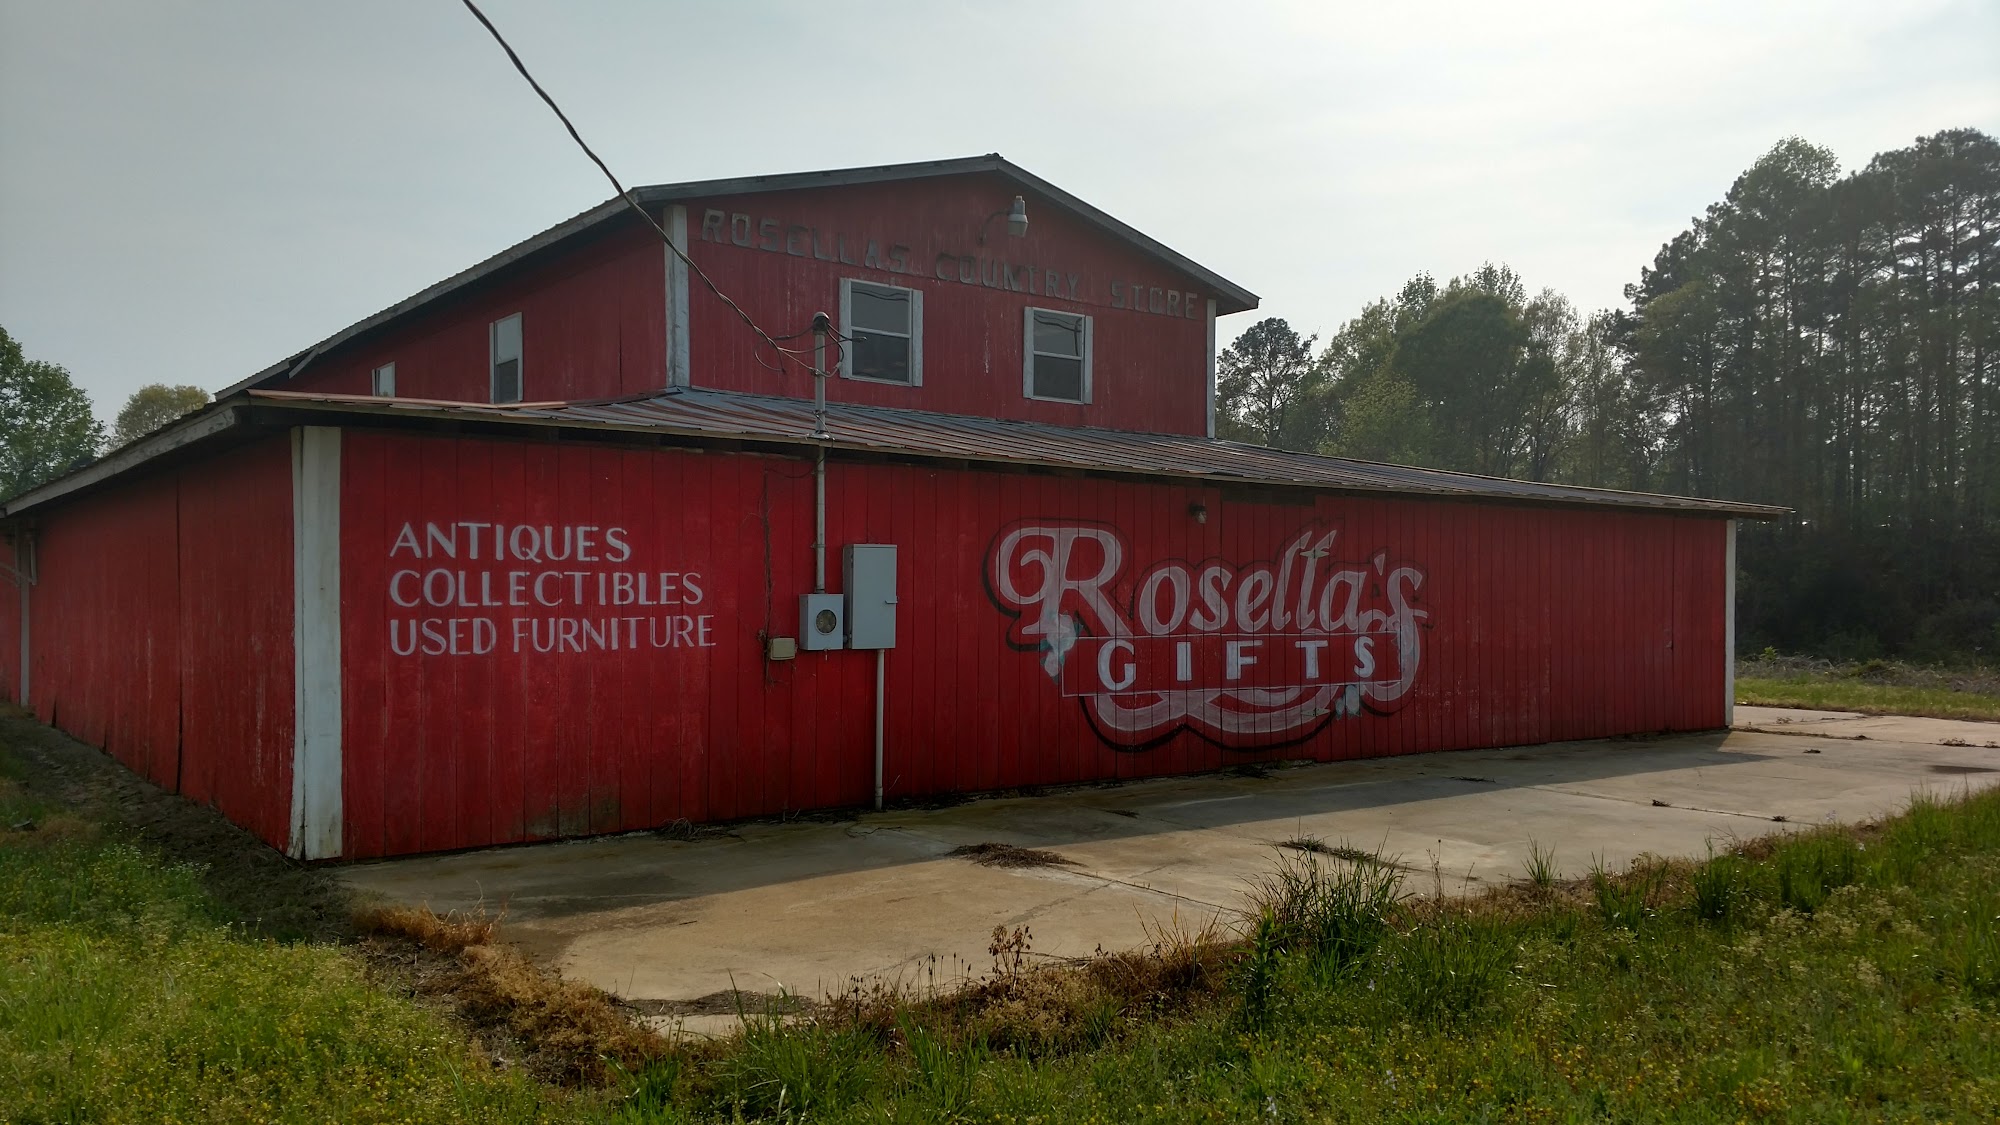 ROSELLAS COUNTRY STORE
ANTIQUES
COLLECTIBLES
USED FURNITURE
Rosella's
GIFTS